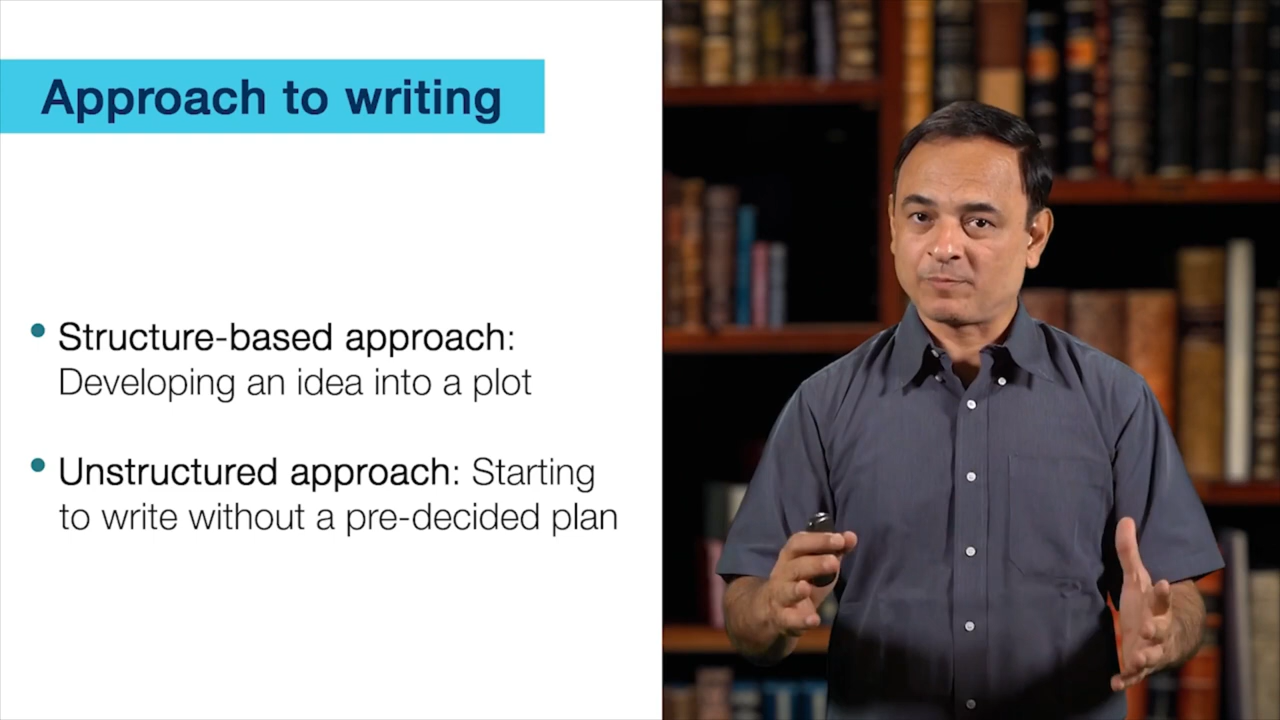 Approach to writing
• Structure-based approach:
Developing an idea into a plot
• Unstructured approach: Starting
to write without a pre-decided plan